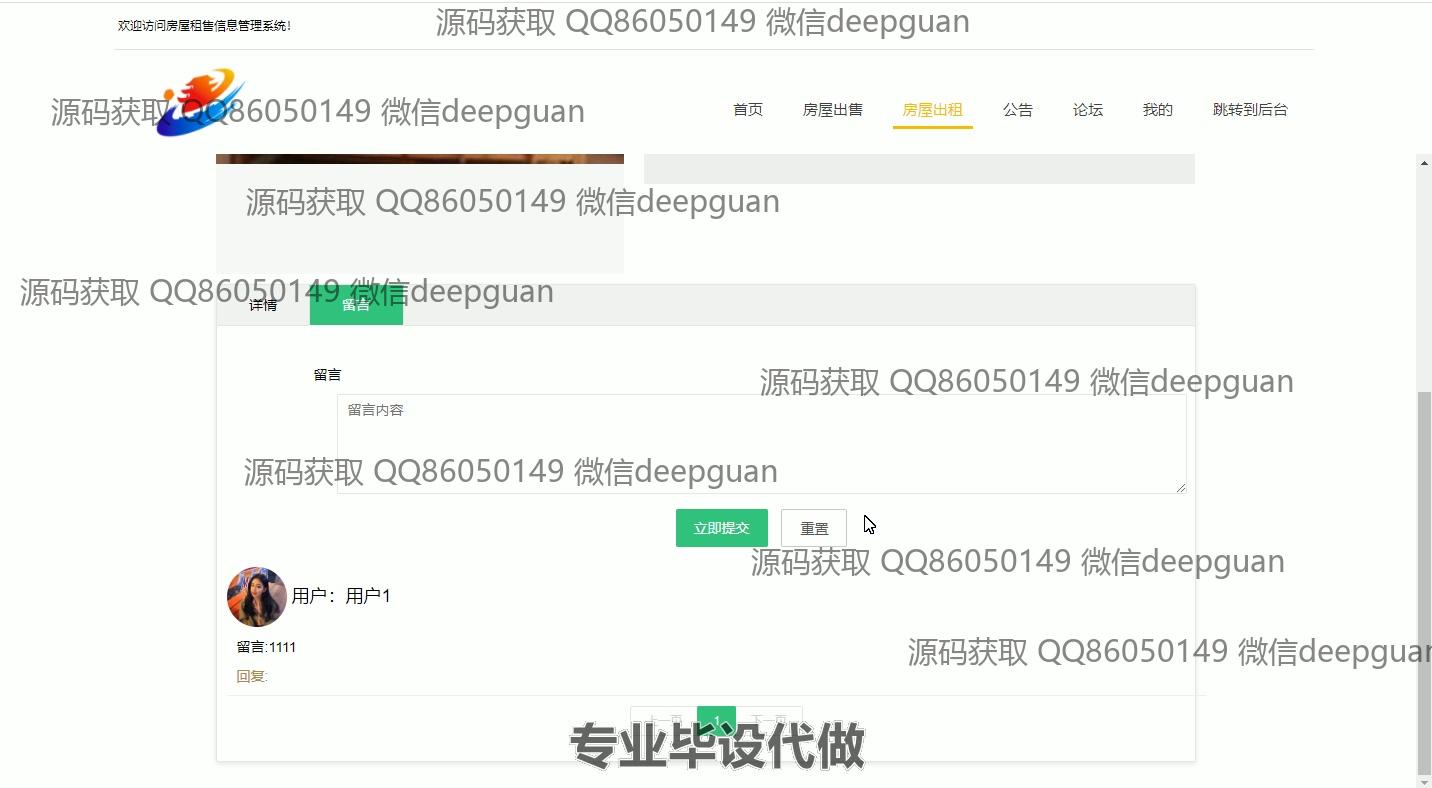 欢迎访问房屋租售信息管理系统!
源码获取 QQ86050149 微信deepguan
源码获取 QQ86050149 微信deepguan
首页 房屋出售 房屋出租 公告 论坛 我的 跳转到后台
源码获取 QQ86050149 微信deepguan
源码获取 QQ86050149 微信deepguan
详情 留言
留言
源码获取 QQ86050149 微信deepguan
留言内容
源码获取 QQ86050149 微信deepguan
立即提交 重置
源码获取 QQ86050149 微信deepguan
用户：用户1
留言:1111
源码获取 QQ86050149 微信deepguan
回复:
上一页 1 下一页
专业毕设代做